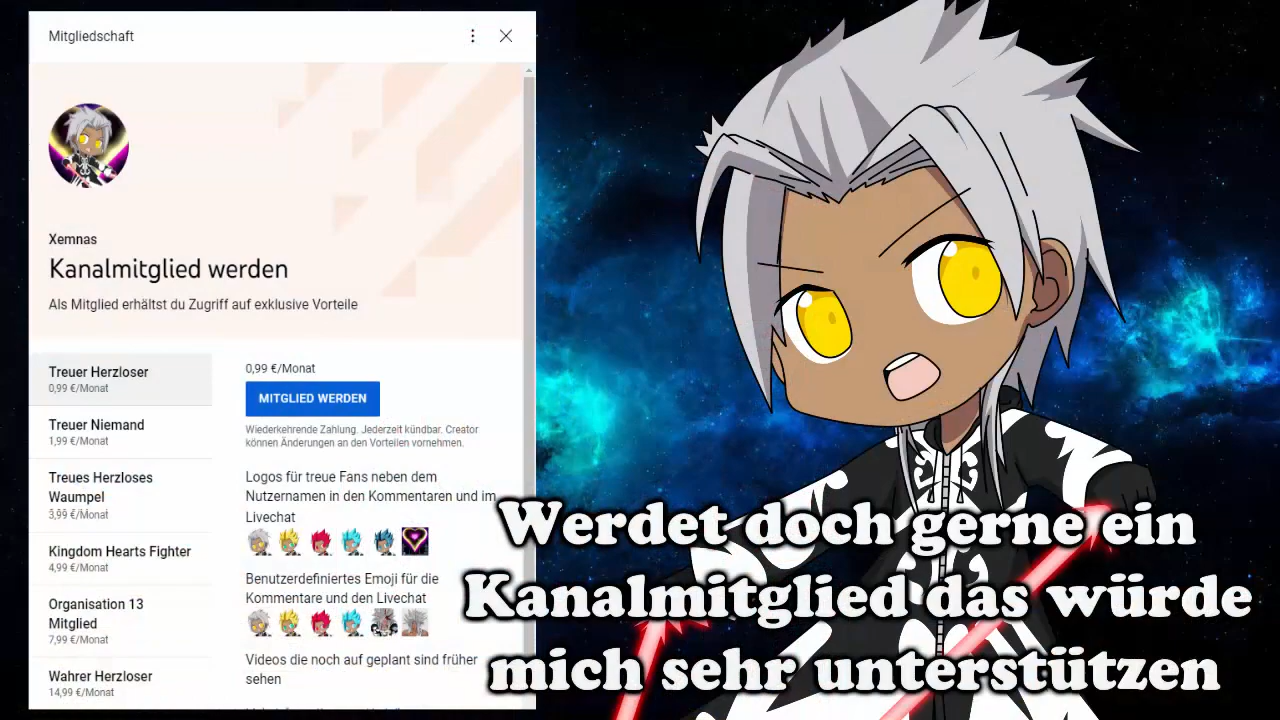 Mitgliedschaft
Xemnas
Kanalmitglied werden
Als Mitglied erhältst du Zugriff auf exklusive Vorteile
Treuer Herzloser
0,99 €/Monat
Treuer Niemand
1,99 €/Monat
Treues Herzloses
Waumpel
3,99 €/Monat
Kingdom Hearts Fighter
4,99 €/Monat
Organisation 13
Mitglied
7,99 €/Monat
Wahrer Herzloser
14,99 €/Monat
0,99 €/Monat
MITGLIED WERDEN
Wiederkehrende Zahlung. Jederzeit kündbar. Creator
können Änderungen an den Vorteilen vornehmen.
Logos für treue Fans neben dem
Nutzernamen in den Kommentaren und im
Livechat
Benutzerdefiniertes Emoji für die
Kommentare und den Livechat
Videos die noch auf geplant sind früher
sehen
Werdet doch gerne ein
Kanalmitglied das würde
mich sehr unterstützen